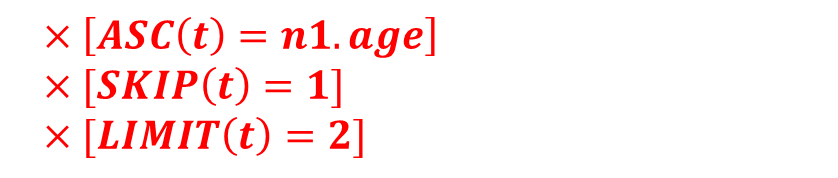 × [ASC(t) = n1.age]
× [SKIP(t) = 1]
× [LIMIT(t) = 2]